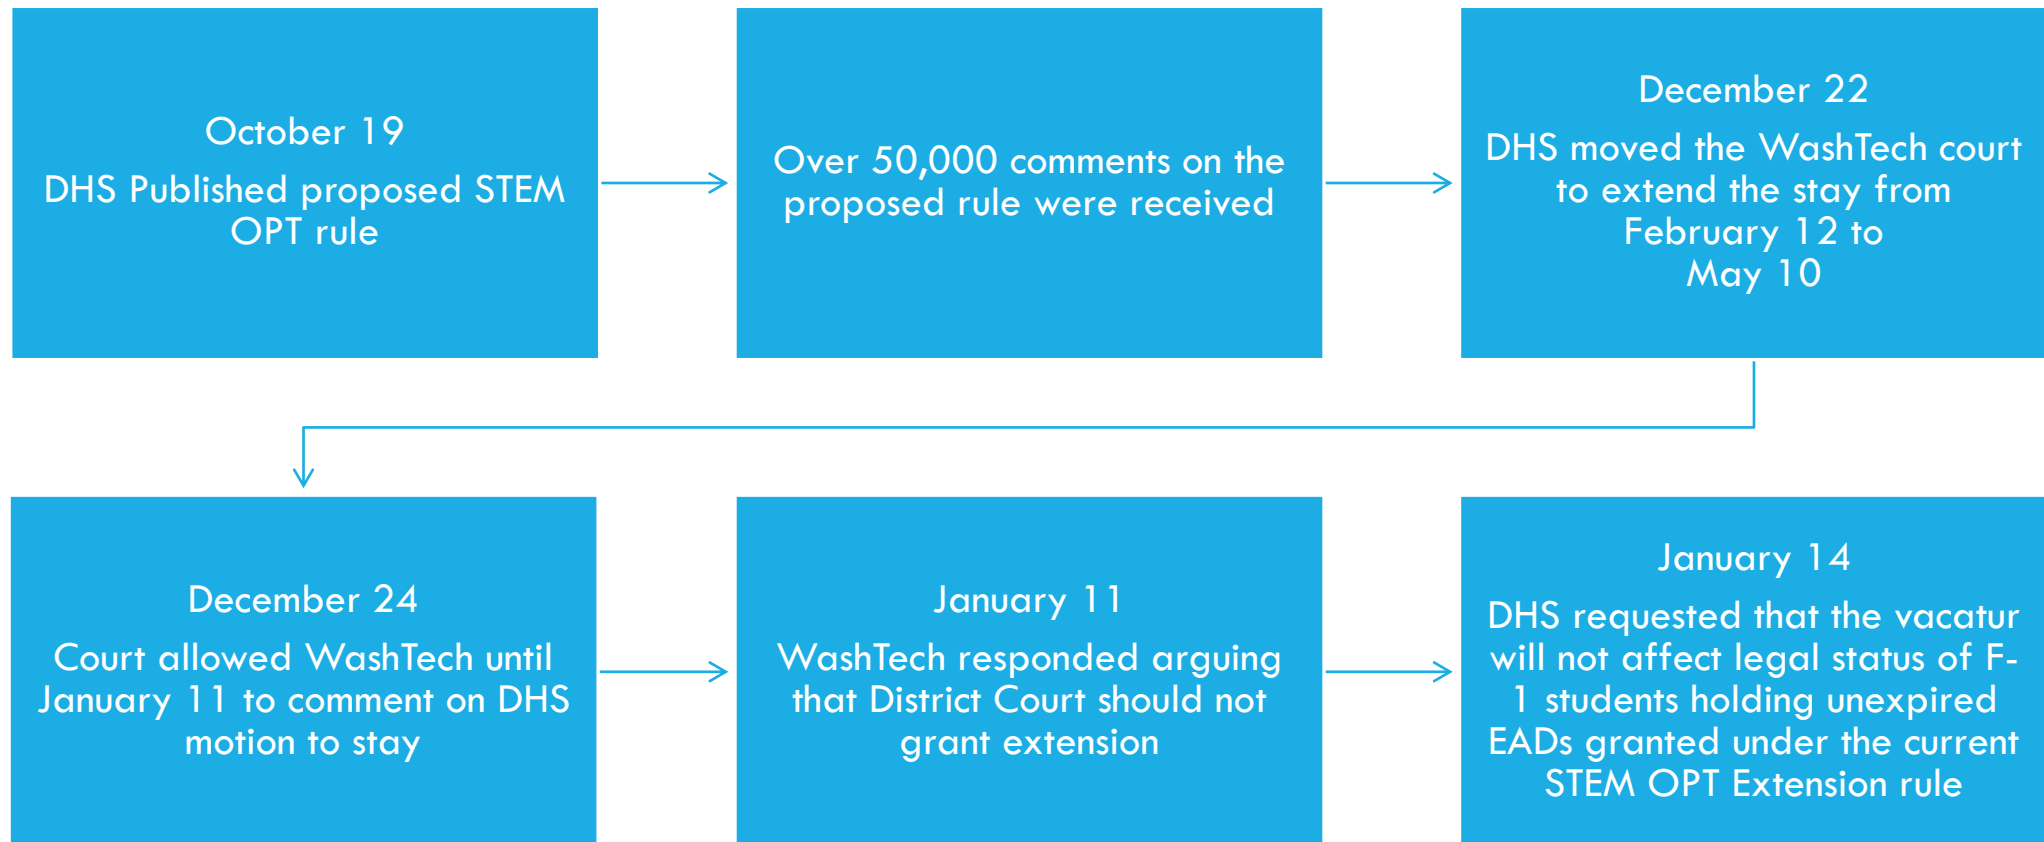 October 19
DHS Published proposed STEM
OPT rule
Over 50,000 comments on the
proposed rule were received
December 22
DHS moved the WashTech court
to extend the stay from
February 12 to
May 10
December 24
Court allowed WashTech until
January 11 to comment on DHS
motion to stay
January 11
WashTech responded arguing
that District Court should not
grant extension
January 14
DHS requested that the vacatur
will not affect legal status of F-
1 students holding unexpired
EADs granted under the current
STEM OPT Extension rule